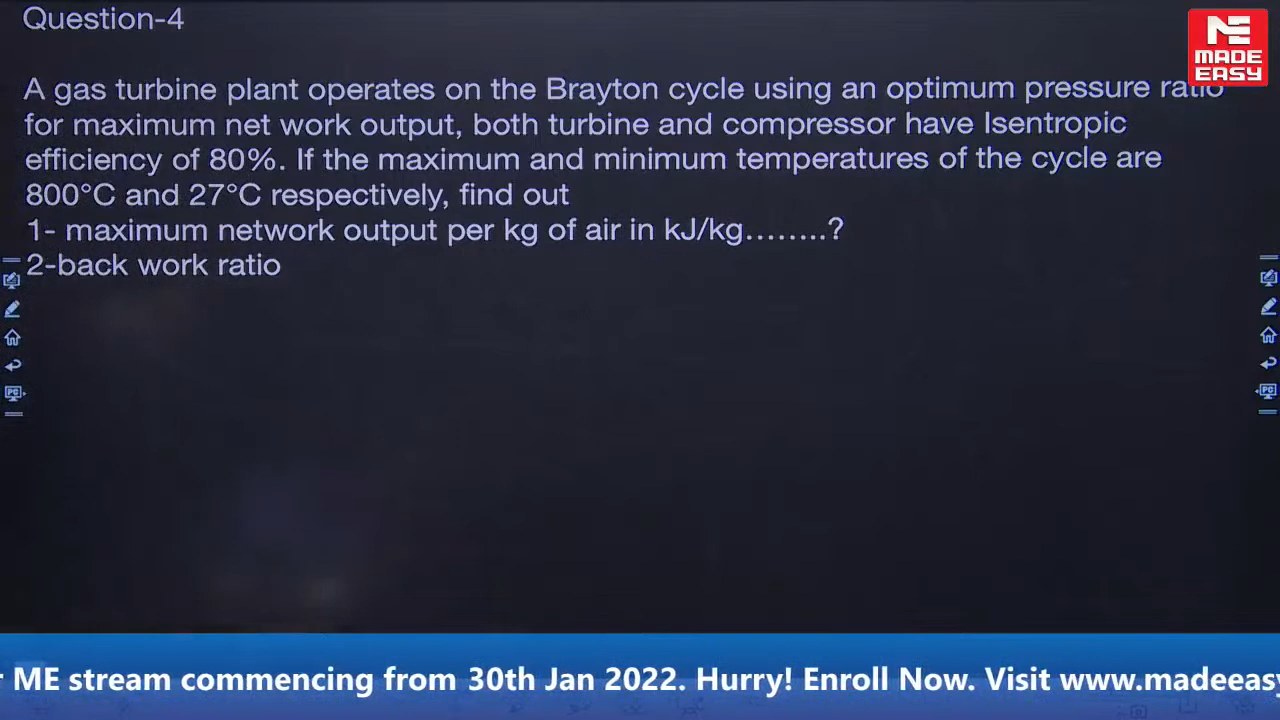 Question-4
MADE
EASY
A gas turbine plant operates on the Brayton cycle using an optimum pressure ratio
for maximum net work output, both turbine and compressor have Isentropic
efficiency of 80%. If the maximum and minimum temperatures of the cycle are
800°C and 27°C respectively, find out
1- maximum network output per kg of air in kJ/kg........?
2-back work ratio
PC
PC
ME stream commencing from 30th Jan 2022. Hurry! Enroll Now. Visit www.madeeasy